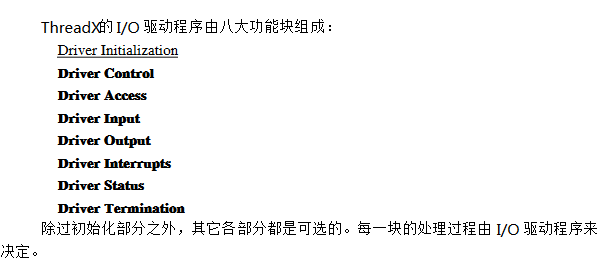 ThreadX的 I/O 驱动程序由八大功能块组成：
Driver Initialization
Driver Control
Driver Access
Driver Input
Driver Output
Driver Interrupts
Driver Status
Driver Termination
除过初始化部分之外，其它各部分都是可选的。每一块的处理过程由 I/O 驱动程序来
决定。